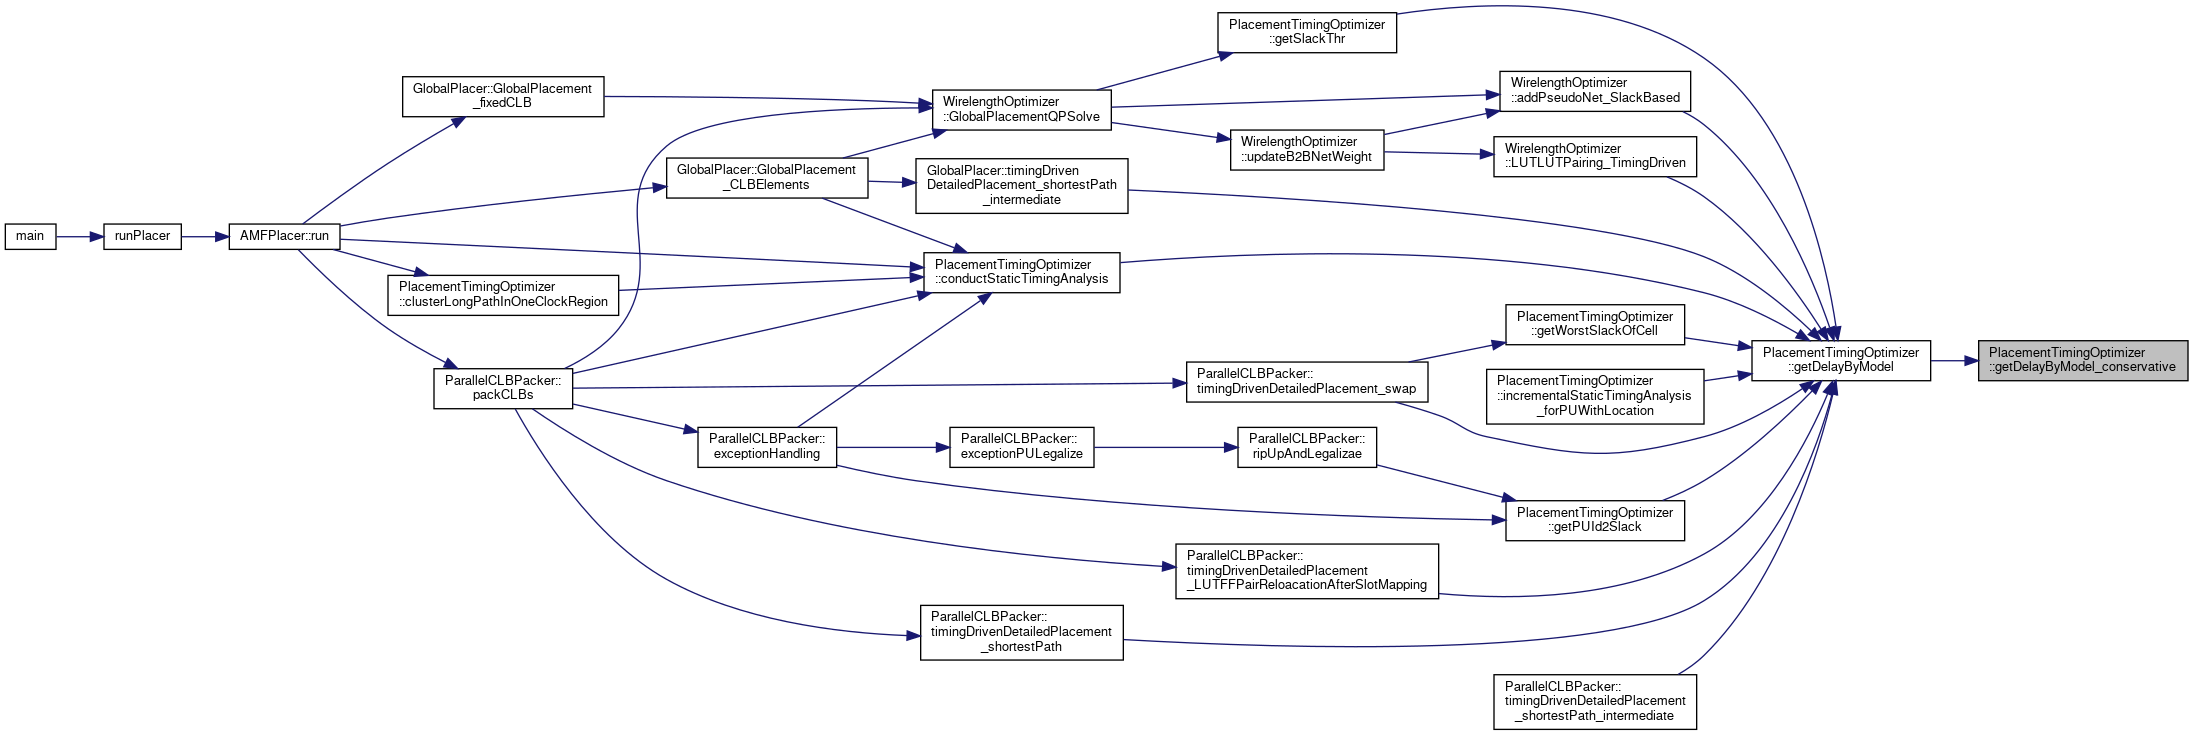 PlacementTimingOptimizer
::getSlackThr
GlobalPlacer::GlobalPlacement
_fixedCLB
WirelengthOptimizer
::GlobalPlacementQPSolve
WirelengthOptimizer
::addPseudoNet_SlackBased
WirelengthOptimizer
::updateB2BNetWeight
WirelengthOptimizer
::LUTLUTPairing_TimingDriven
GlobalPlacer::GlobalPlacement
_CLBElements
GlobalPlacer::timingDriven
DetailedPlacement_shortestPath
_intermediate
main
runPlacer
AMFPlacer::run
PlacementTimingOptimizer
::clusterLongPathInOneClockRegion
PlacementTimingOptimizer
::conductStaticTimingAnalysis
PlacementTimingOptimizer
::getWorstSlackOfCell
PlacementTimingOptimizer
::getDelayByModel
PlacementTimingOptimizer
::getDelayByModel_conservative
ParallelCLBPacker::
packCLBs
ParallelCLBPacker::
timingDrivenDetailedPlacement_swap
PlacementTimingOptimizer
::incrementalStaticTimingAnalysis
_forPUWithLocation
ParallelCLBPacker::
exceptionHandling
ParallelCLBPacker::
exceptionPULegalize
ParallelCLBPacker::
ripUpAndLegalizae
PlacementTimingOptimizer
::getPUId2Slack
ParallelCLBPacker::
timingDrivenDetailedPlacement
_LUTFFPairReloacationAfterSlotMapping
ParallelCLBPacker::
timingDrivenDetailedPlacement
_shortestPath
ParallelCLBPacker::
timingDrivenDetailedPlacement
_shortestPath_intermediate